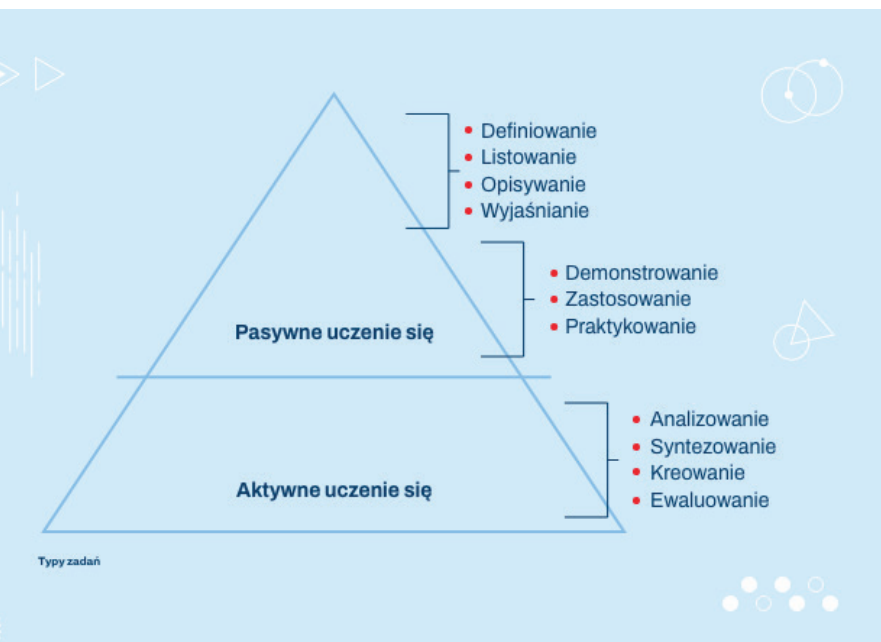 Definiowanie
Listowanie
Opisywanie
Wyjaśnianie
Demonstrowanie
Zastosowanie
Praktykowanie
Pasywne uczenie się
Analizowanie
Syntezowanie
Kreowanie
Ewaluowanie
Aktywne uczenie się
Typy zadań